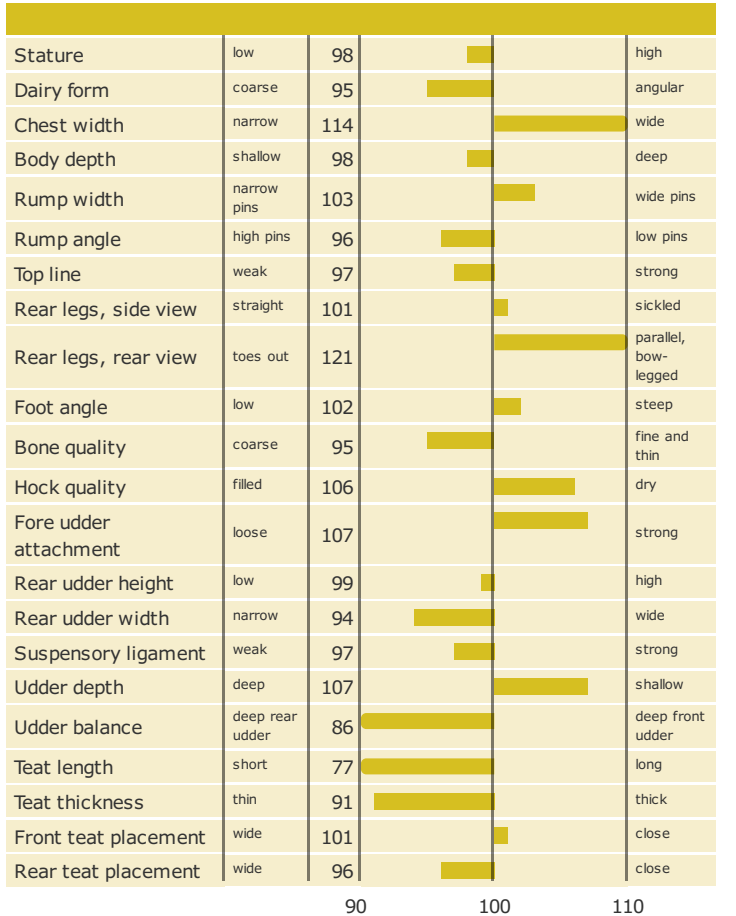 Stature low 98 high
Dairy form coarse 95 angular
Chest width narrow 114 wide
Body depth shallow 98 deep
Rump width narrow pins 103 wide pins
Rump angle high pins 96 low pins
Top line weak 97 strong
Rear legs, side view straight 101 sickled
Rear legs, rear view toes out 121 parallel, bow-legged
Foot angle low 102 steep
Bone quality coarse 95 fine and thin
Hock quality filled 106 dry
Fore udder attachment loose 107 strong
Rear udder height low 99 high
Rear udder width narrow 94 wide
Suspensory ligament weak 97 strong
Udder depth deep 107 shallow
Udder balance deep rear udder 86 deep front udder
Teat length short 77 long
Teat thickness thin 91 thick
Front teat placement wide 101 close
Rear teat placement wide 96 close
90 100 110